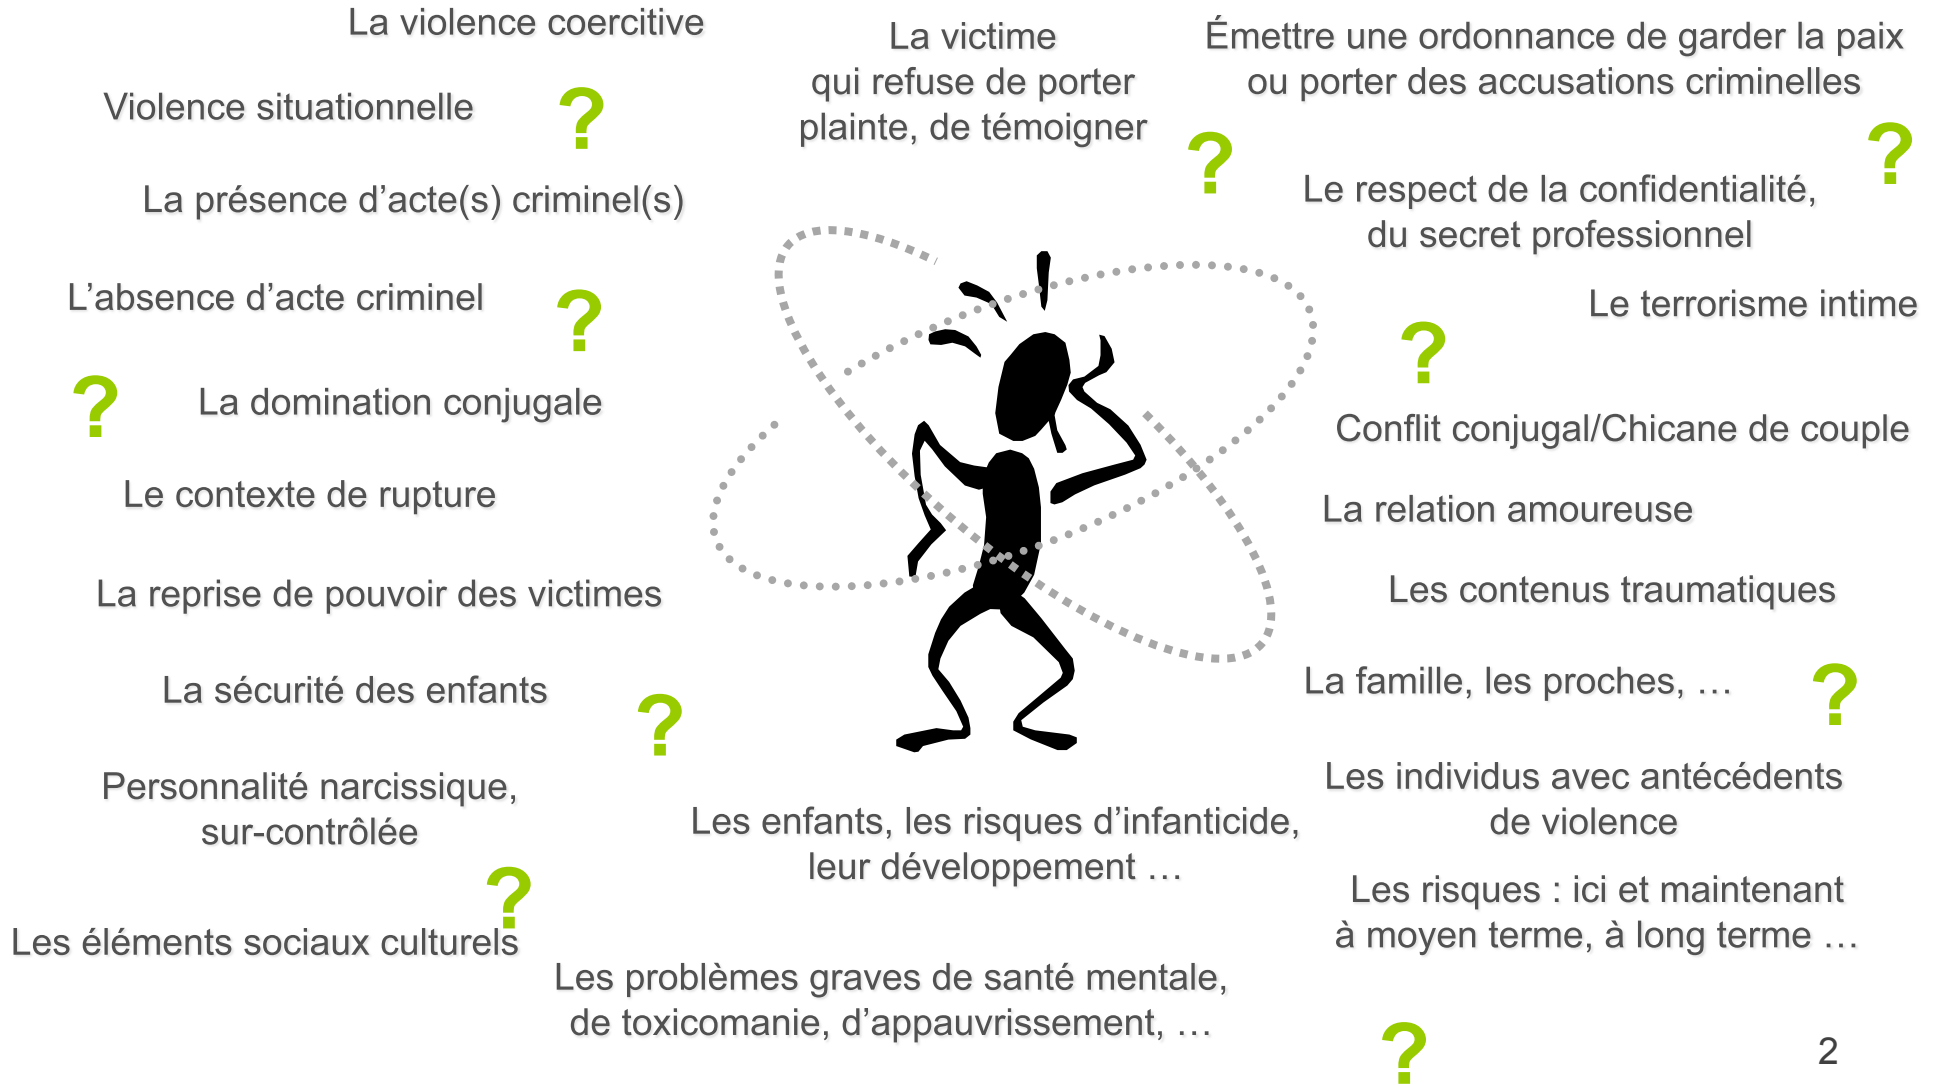 La violence coercitive
La victime
qui refuse de porter
plainte, de témoigner
Émettre une ordonnance de garder la paix
ou porter des accusations criminelles
Violence situationnelle
?
?
?
La présence d’acte(s) criminel(s)
Le respect de la confidentialité,
du secret professionnel
L’absence d’acte criminel
?
Le terrorisme intime
?
?
La domination conjugale
Conflit conjugal/Chicane de couple
Le contexte de rupture
La relation amoureuse
La reprise de pouvoir des victimes
Les contenus traumatiques
La sécurité des enfants
?
La famille, les proches, …
?
Personnalité narcissique,
sur-contrôlée
Les enfants, les risques d’infanticide,
leur développement …
Les individus avec antécédents
de violence
?
Les risques : ici et maintenant
à moyen terme, à long terme …
Les éléments sociaux culturels
Les problèmes graves de santé mentale,
de toxicomanie, d’appauvrissement, …
?
2